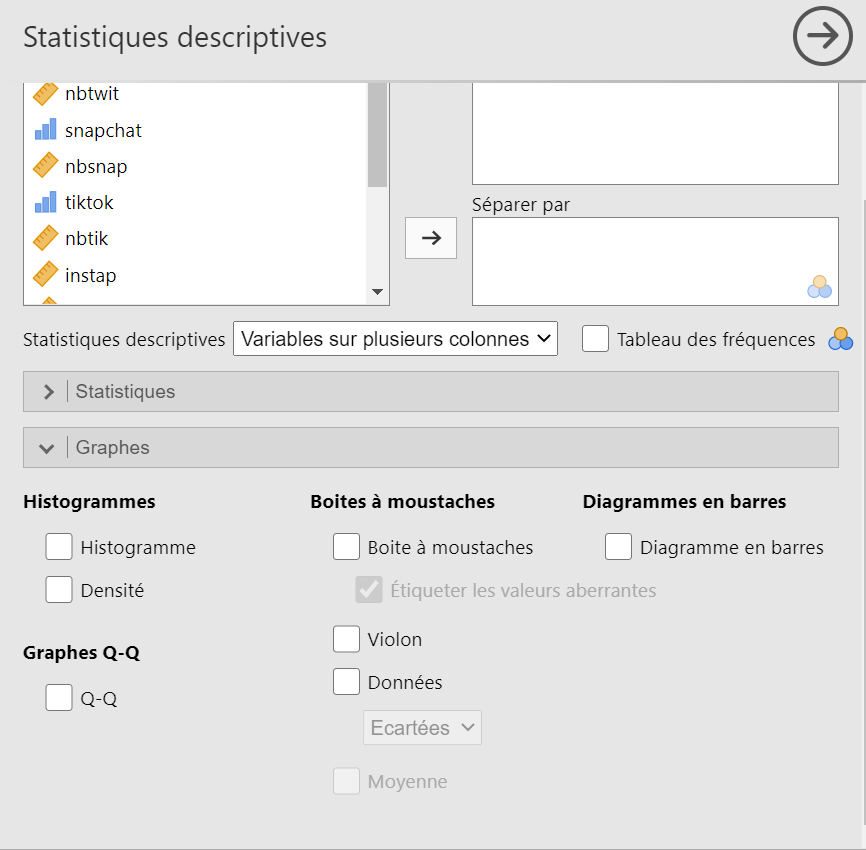 Statistiques descriptives
nbtwit
snapchat
nbsnap
tiktok
nbtik
instap
Séparer par
Statistiques descriptives Variables sur plusieurs colonnes Tableau des fréquences
Statistiques
Graphes
Histogrammes Boites à moustaches Diagrammes en barres
Histogramme Boite à moustaches Diagramme en barres
Densité Étiqueter les valeurs aberrantes
Violon
Graphes Q-Q
Données
Q-Q
Ecartées
Moyenne